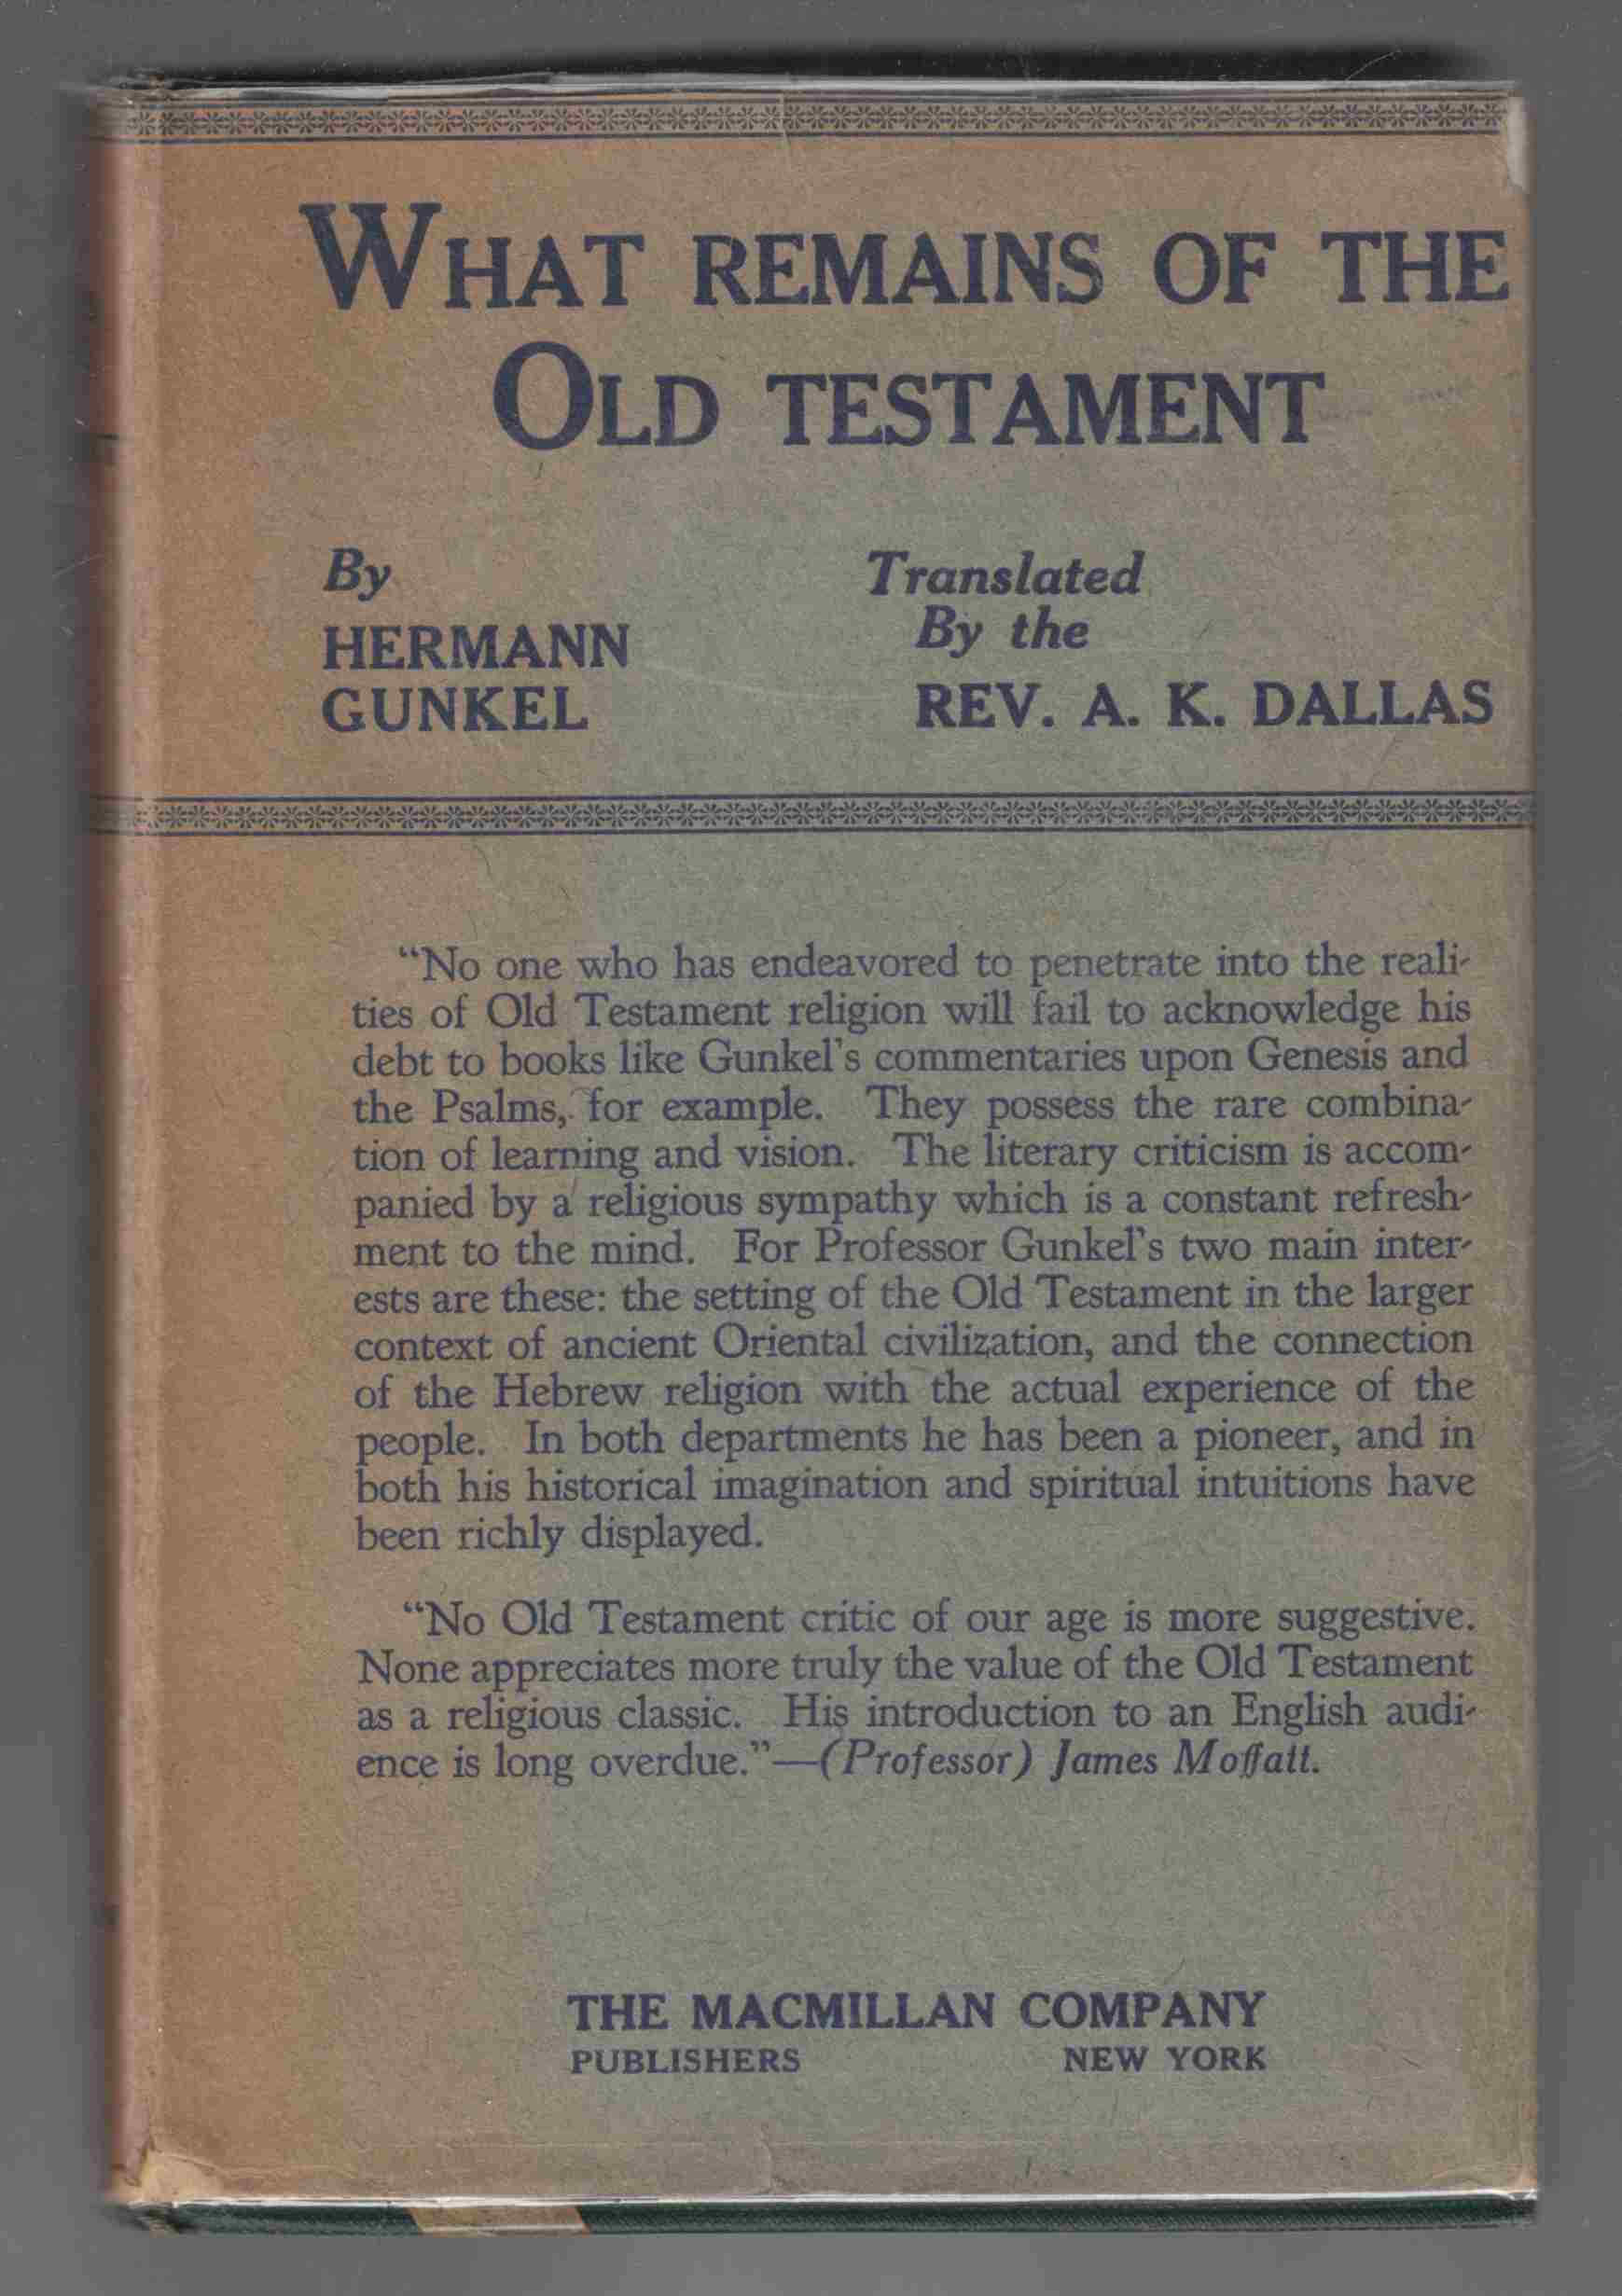 WHAT REMAINS OF THE
OLD TESTAMENT
By
HERMANN
GUNKEL
Translated
By the
REV. A. K. DALLAS
“No one who has endeavored to penetrate into the reali-
ties of Old Testament religion will fail to acknowledge his
debt to books like Gunkel's commentaries upon Genesis and
the Psalms, for example. They possess the rare combina-
tion of learning and vision. The literary criticism is accom-
panied by a religious sympathy which is a constant refresh-
ment to the mind. For Professor Gunkel's two main inter-
ests are these: the setting of the Old Testament in the larger
context of ancient Oriental civilization, and the connection
of the Hebrew religion with the actual experience of the
people. In both departments he has been a pioneer, and in
both his historical imagination and spiritual intuitions have
been richly displayed.
“No Old Testament critic of our age is more suggestive.
None appreciates more truly the value of the Old Testament
as a religious classic. His introduction to an English audi-
ence is long overdue.”—(Professor) James Moffatt.
THE MACMILLAN COMPANY
PUBLISHERS NEW YORK